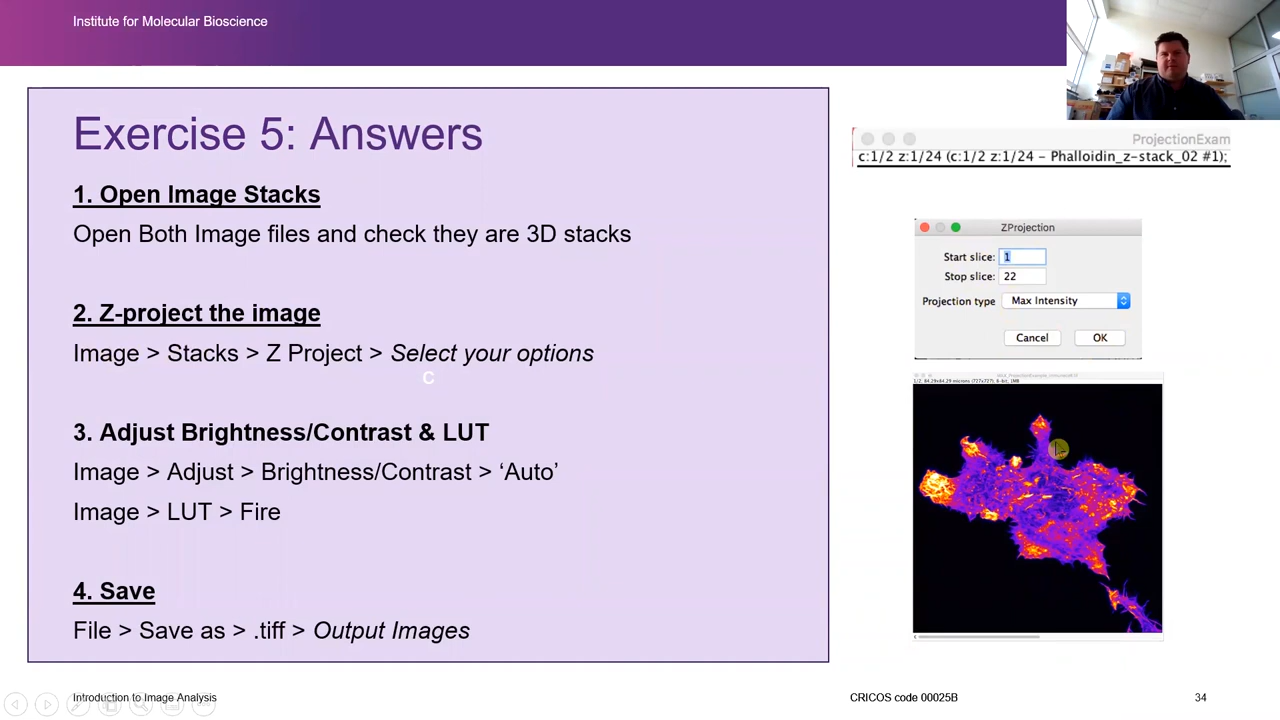 Institute for Molecular Bioscience
Exercise 5: Answers
1. Open Image Stacks
Open Both Image files and check they are 3D stacks
2. Z-project the image
Image > Stacks > Z Project > Select your options
C
3. Adjust Brightness/Contrast & LUT
Image > Adjust > Brightness/Contrast > ‘Auto’
Image > LUT > Fire
4. Save
File > Save as > .tiff > Output Images
ProjectionExam
c:1/2 z:1/24 (c:1/2 z:1/24 - Phalloidin_z-stack_02 #1);
ZProjection
Start slice: 1
Stop slice: 22
Projection type Max Intensity
Cancel OK
Introduction to Image Analysis
CRICOS code 00025B
34